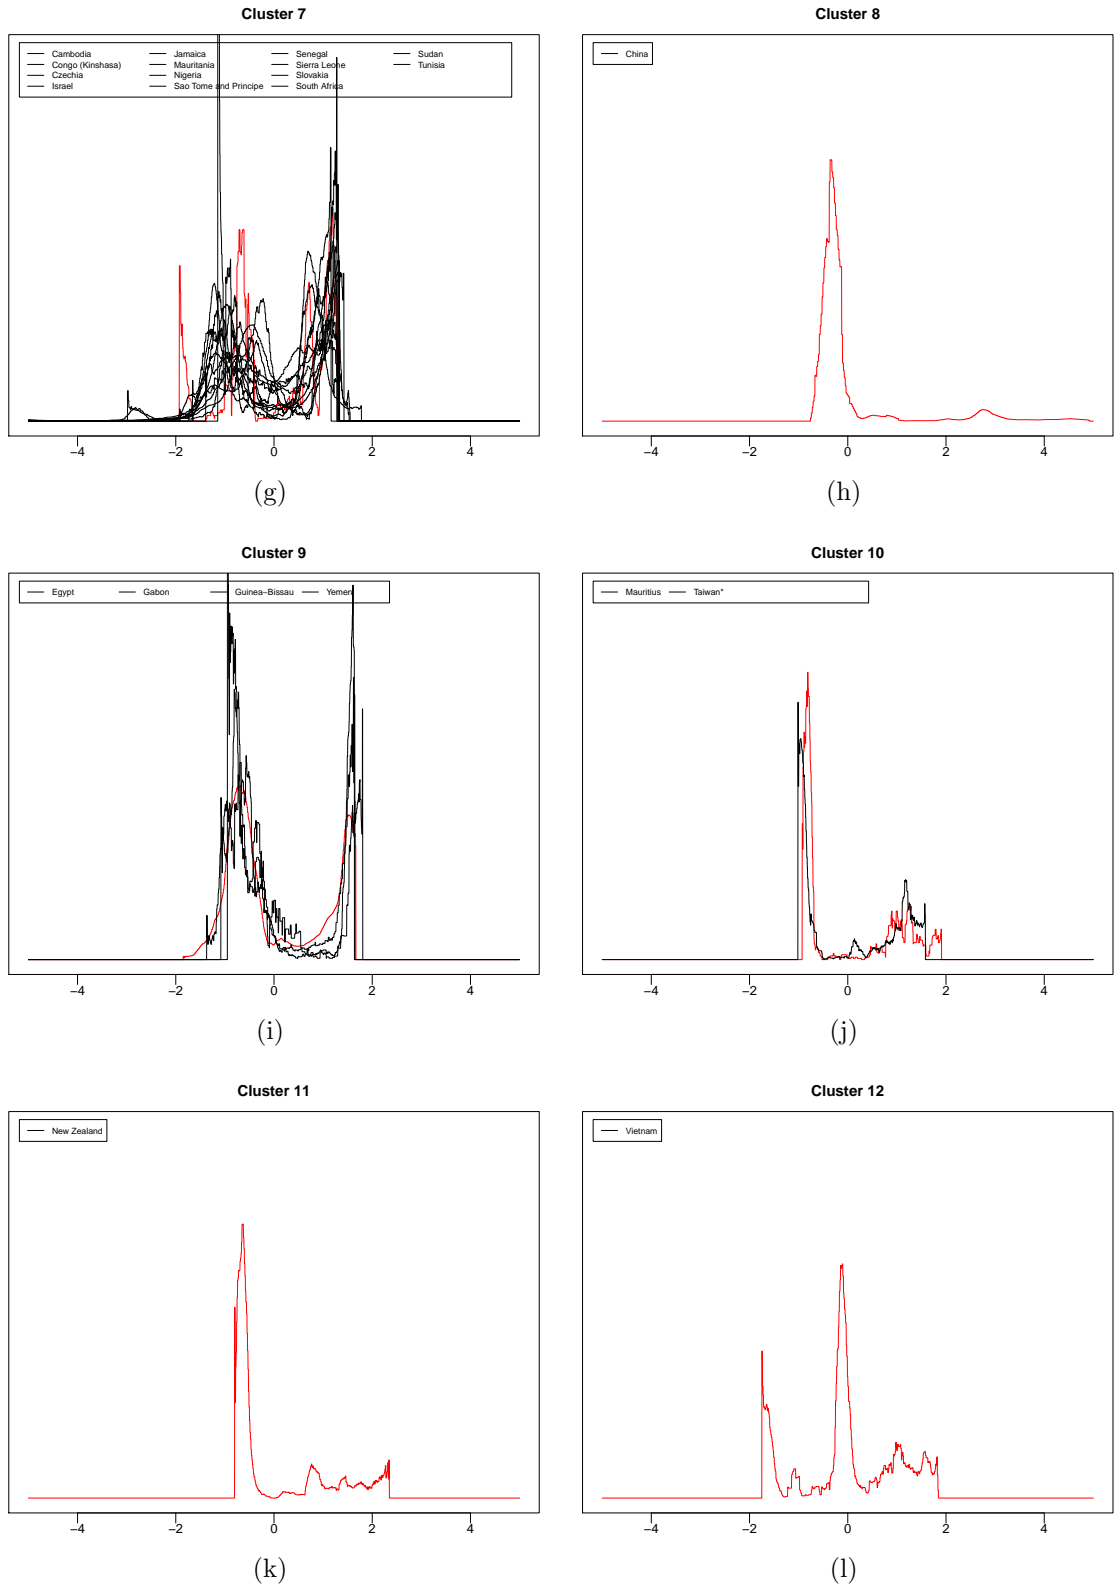 Cluster 7
Cambodia Jamaica Senegal Sudan
Congo (Kinshasa) Mauritania Sierra Leone Tunisia
Czechia Nigeria Slovakia
Israel Sao Tome and Principe South Africa
−4 −2 0 2 4
(g)
Cluster 8
China
−4 −2 0 2 4
(h)
Cluster 9
Egypt Gabon Guinea−Bissau Yemen
−4 −2 0 2 4
(i)
Cluster 10
Mauritius Taiwan*
−4 −2 0 2 4
(j)
Cluster 11
New Zealand
−4 −2 0 2 4
(k)
Cluster 12
Vietnam
−4 −2 0 2 4
(l)